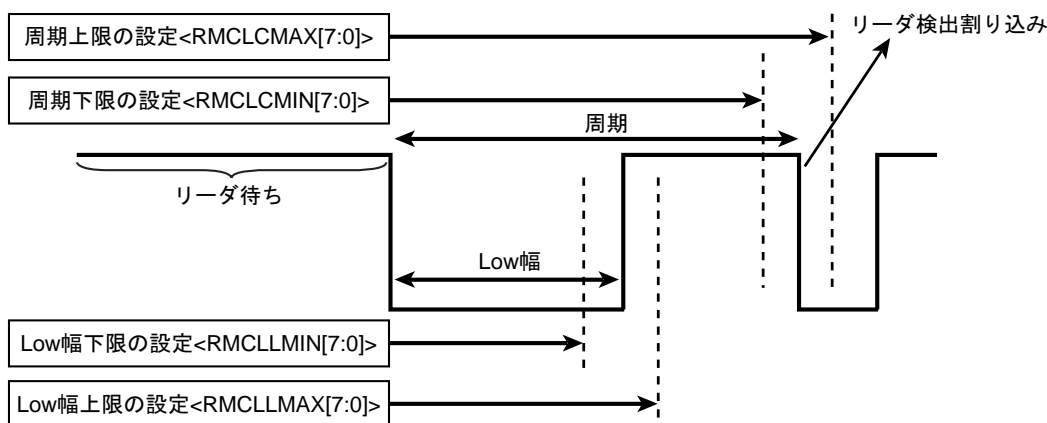 周期上限の設定<RMCLCMAX[7:0]>
リーダ検出割り込み
周期下限の設定<RMCLCMIN[7:0]>
周期
リーダ待ち
Low幅
Low幅下限の設定<RMCLLMIN[7:0]>
Low幅上限の設定<RMCLLMAX[7:0]>